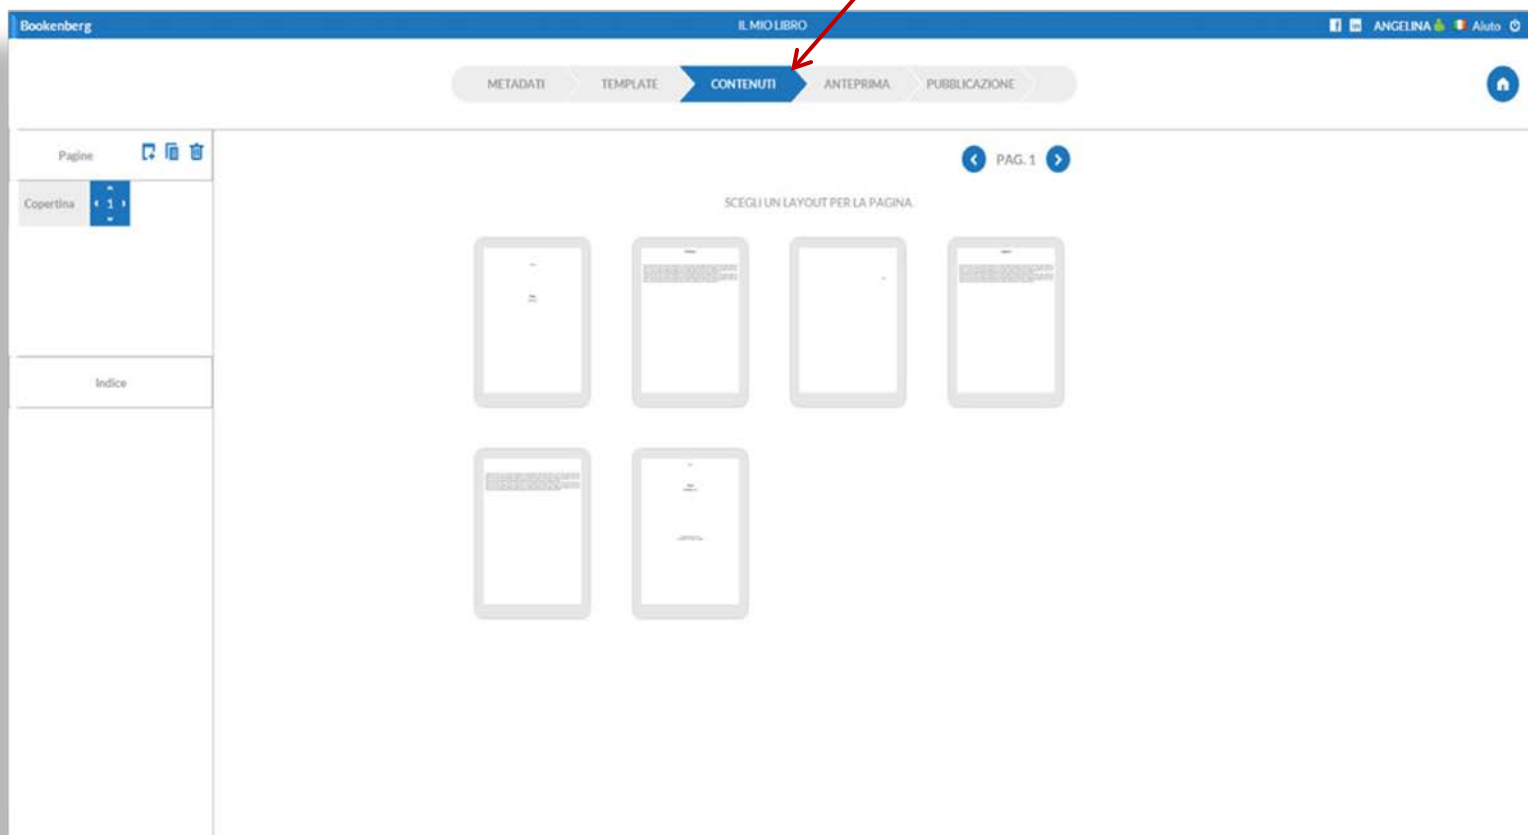 Bookenberg
IL MIO LIBRO
ANGELINA Aiuto
METADATI
TEMPLATE
CONTENUTI
ANTEPRIMA
PUBBLICAZIONE
Pagine
PAG. 1
Copertina
1
SCEGLI UN LAYOUT PER LA PAGINA
Indice